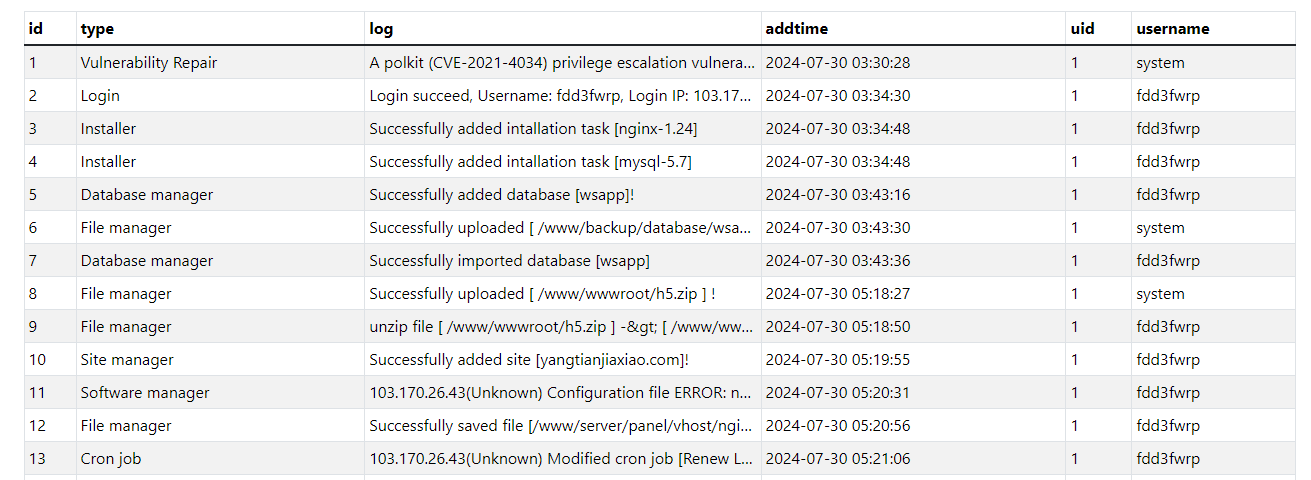 id type log addtime uid username
1 Vulnerability Repair A polkit (CVE-2021-4034) privilege escalation vulnera... 2024-07-30 03:30:28 1 system
2 Login Login succeed, Username: fdd3fwrp, Login IP: 103.17... 2024-07-30 03:34:30 1 fdd3fwrp
3 Installer Successfully added intallation task [nginx-1.24] 2024-07-30 03:34:48 1 fdd3fwrp
4 Installer Successfully added intallation task [mysql-5.7] 2024-07-30 03:34:48 1 fdd3fwrp
5 Database manager Successfully added database [wsapp]! 2024-07-30 03:43:16 1 fdd3fwrp
6 File manager Successfully uploaded [ /www/backup/database/wsa... 2024-07-30 03:43:30 1 system
7 Database manager Successfully imported database [wsapp] 2024-07-30 03:43:36 1 fdd3fwrp
8 File manager Successfully uploaded [ /www/wwwroot/h5.zip ] ! 2024-07-30 05:18:27 1 system
9 File manager unzip file [ /www/wwwroot/h5.zip ] -&gt; [ /www/ww... 2024-07-30 05:18:50 1 fdd3fwrp
10 Site manager Successfully added site [yangtianjiaxiao.com]! 2024-07-30 05:19:55 1 fdd3fwrp
11 Software manager 103.170.26.43(Unknown) Configuration file ERROR: n... 2024-07-30 05:20:31 1 fdd3fwrp
12 File manager Successfully saved file [/www/server/panel/vhost/ngi... 2024-07-30 05:20:56 1 fdd3fwrp
13 Cron job 103.170.26.43(Unknown) Modified cron job [Renew L... 2024-07-30 05:21:06 1 fdd3fwrp